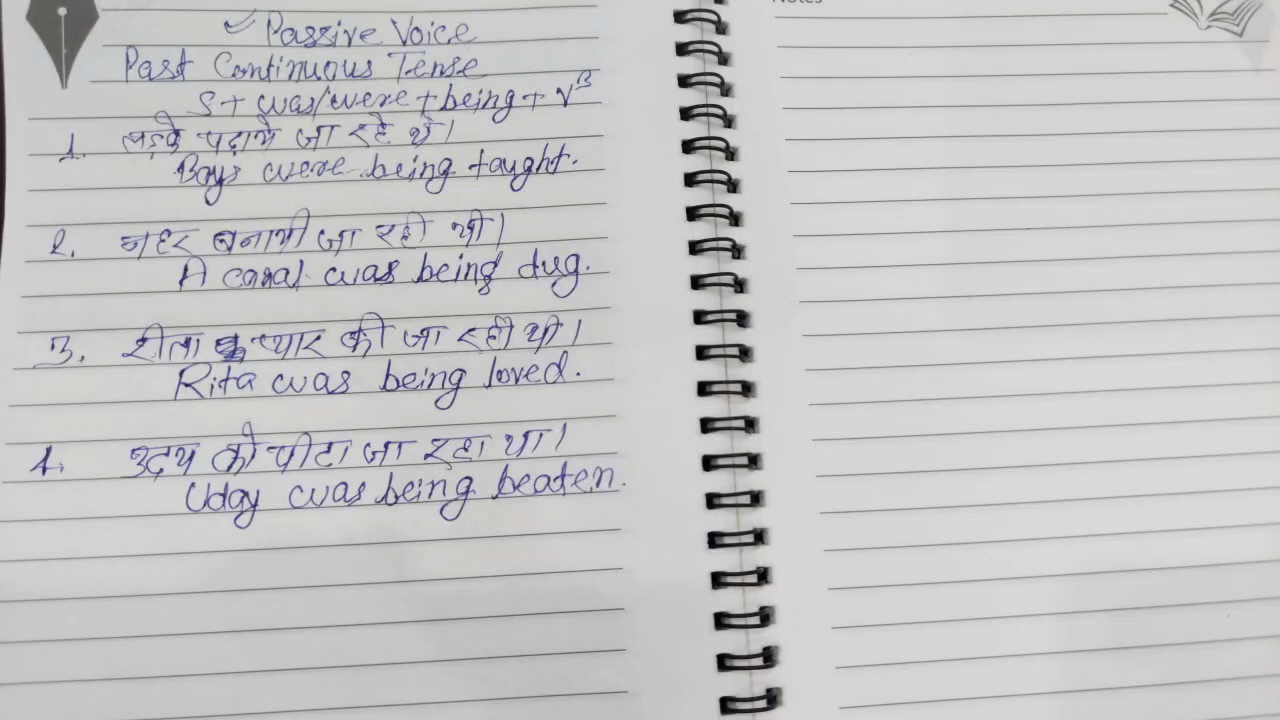 Passive Voice
Past Continuous Tense
S + was/were + being + V3
1. लड़के पढ़ाये जा रहे थे।
Boys were being taught.
2. नहर बनायी जा रही थी।
A canal was being dug.
3. रीता प्यार की जा रही थी।
Rita was being loved.
4. उदय को पीटा जा रहा था।
Uday was being beaten.
Notes